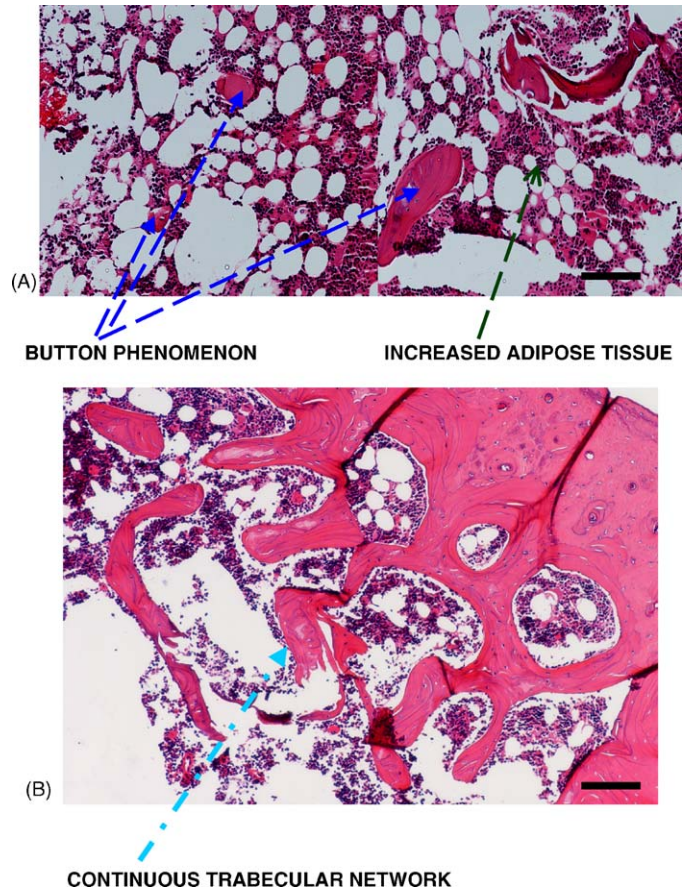 (A)
BUTTON PHENOMENON
INCREASED ADIPOSE TISSUE
(B)
CONTINUOUS TRABECULAR NETWORK